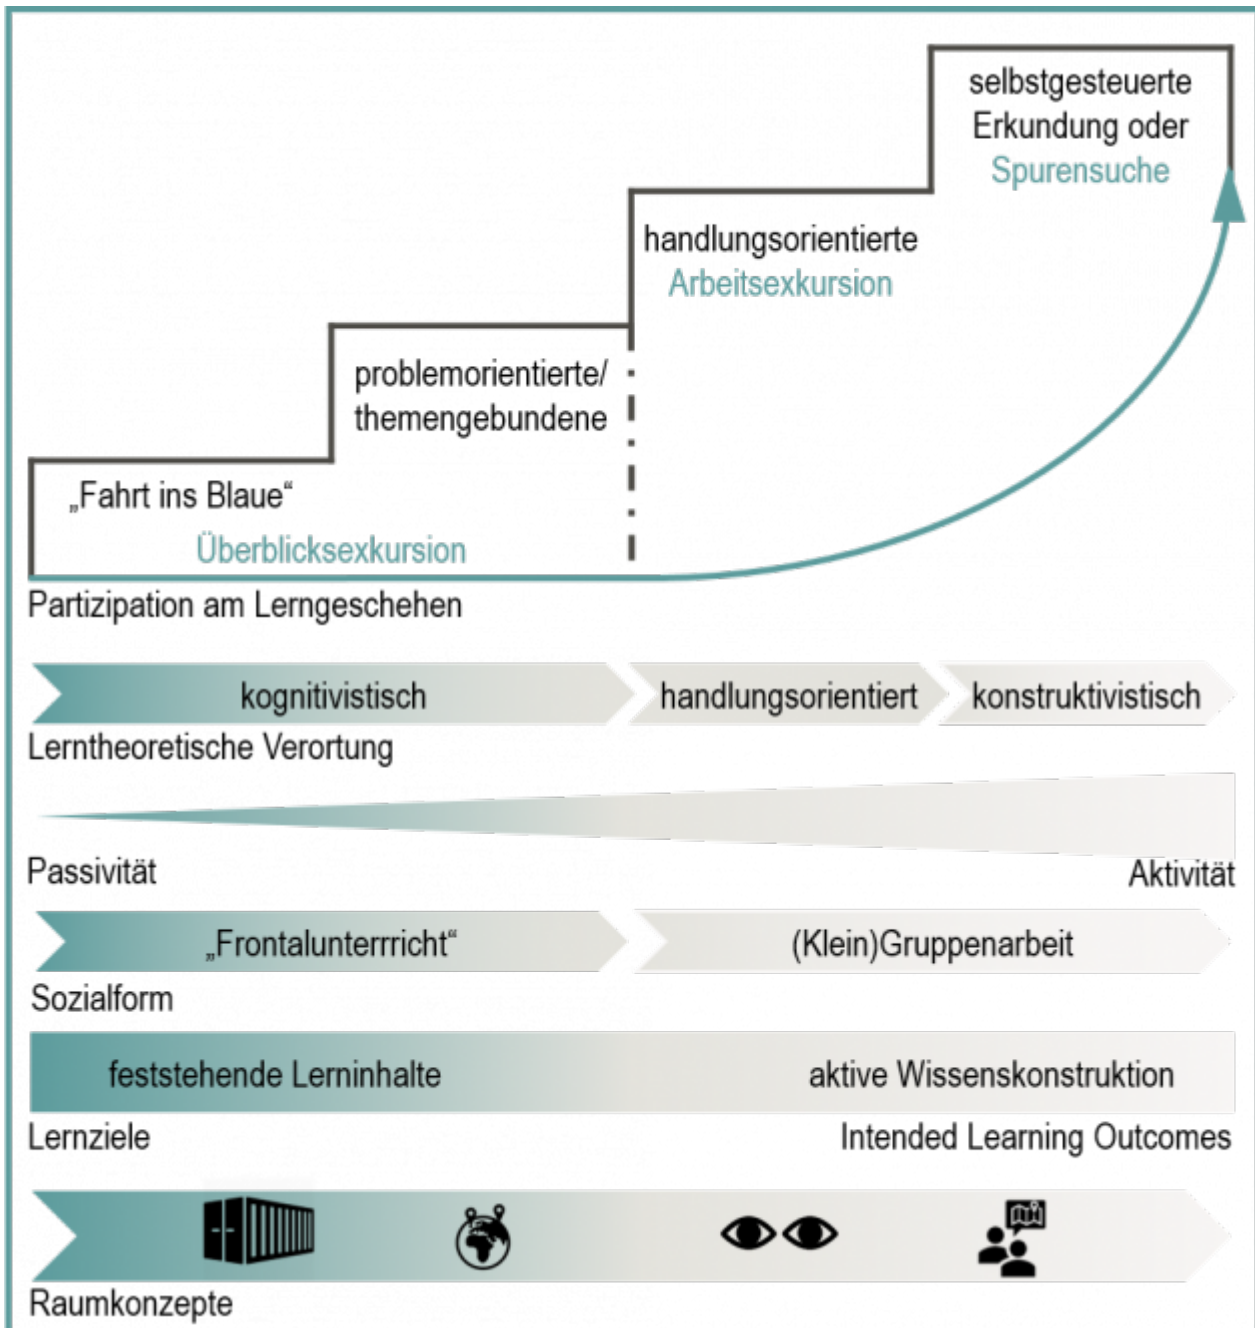 selbstgesteuerte
Erkundung oder
Spurensuche
handlungsorientierte
Arbeitsexkursion
problemorientierte/
themengebundene
„Fahrt ins Blaue“
Überblicksexkursion
Partizipation am Lerngeschehen
kognitivistisch
handlungsorientiert
konstruktivistisch
Lerntheoretische Verortung
Passivität
Aktivität
„Frontalunterrricht“
(Klein)Gruppenarbeit
Sozialform
feststehende Lerninhalte
aktive Wissenskonstruktion
Lernziele
Intended Learning Outcomes
Raumkonzepte